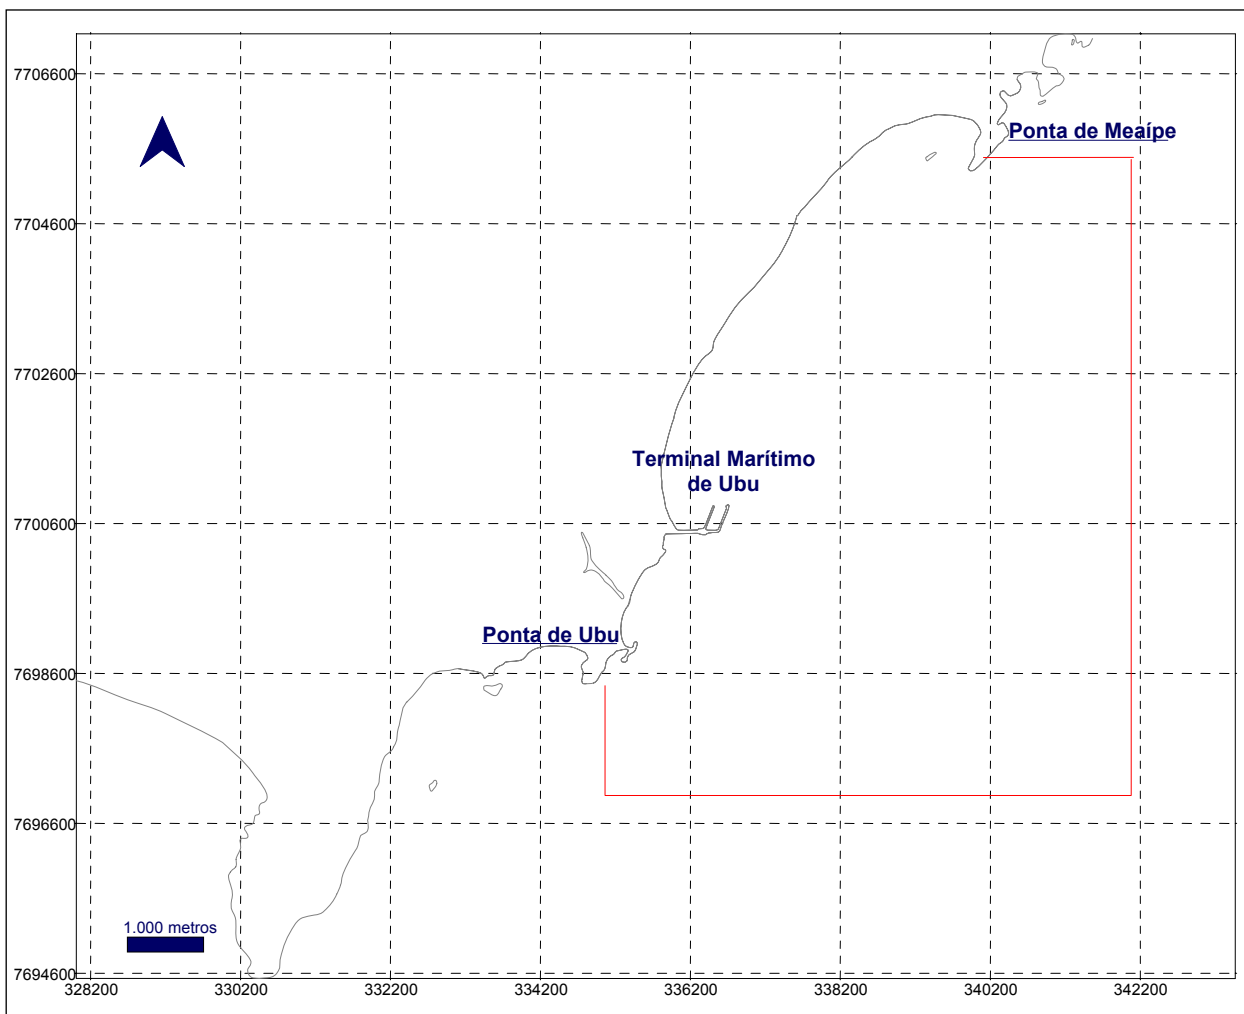 7706600
Ponta de Meaípe
7704600
7702600
Terminal Marítimo
de Ubu
7700600
Ponta de Ubu
7698600
7696600
1.000 metros
7694600
328200 330200 332200 334200 336200 338200 340200 342200